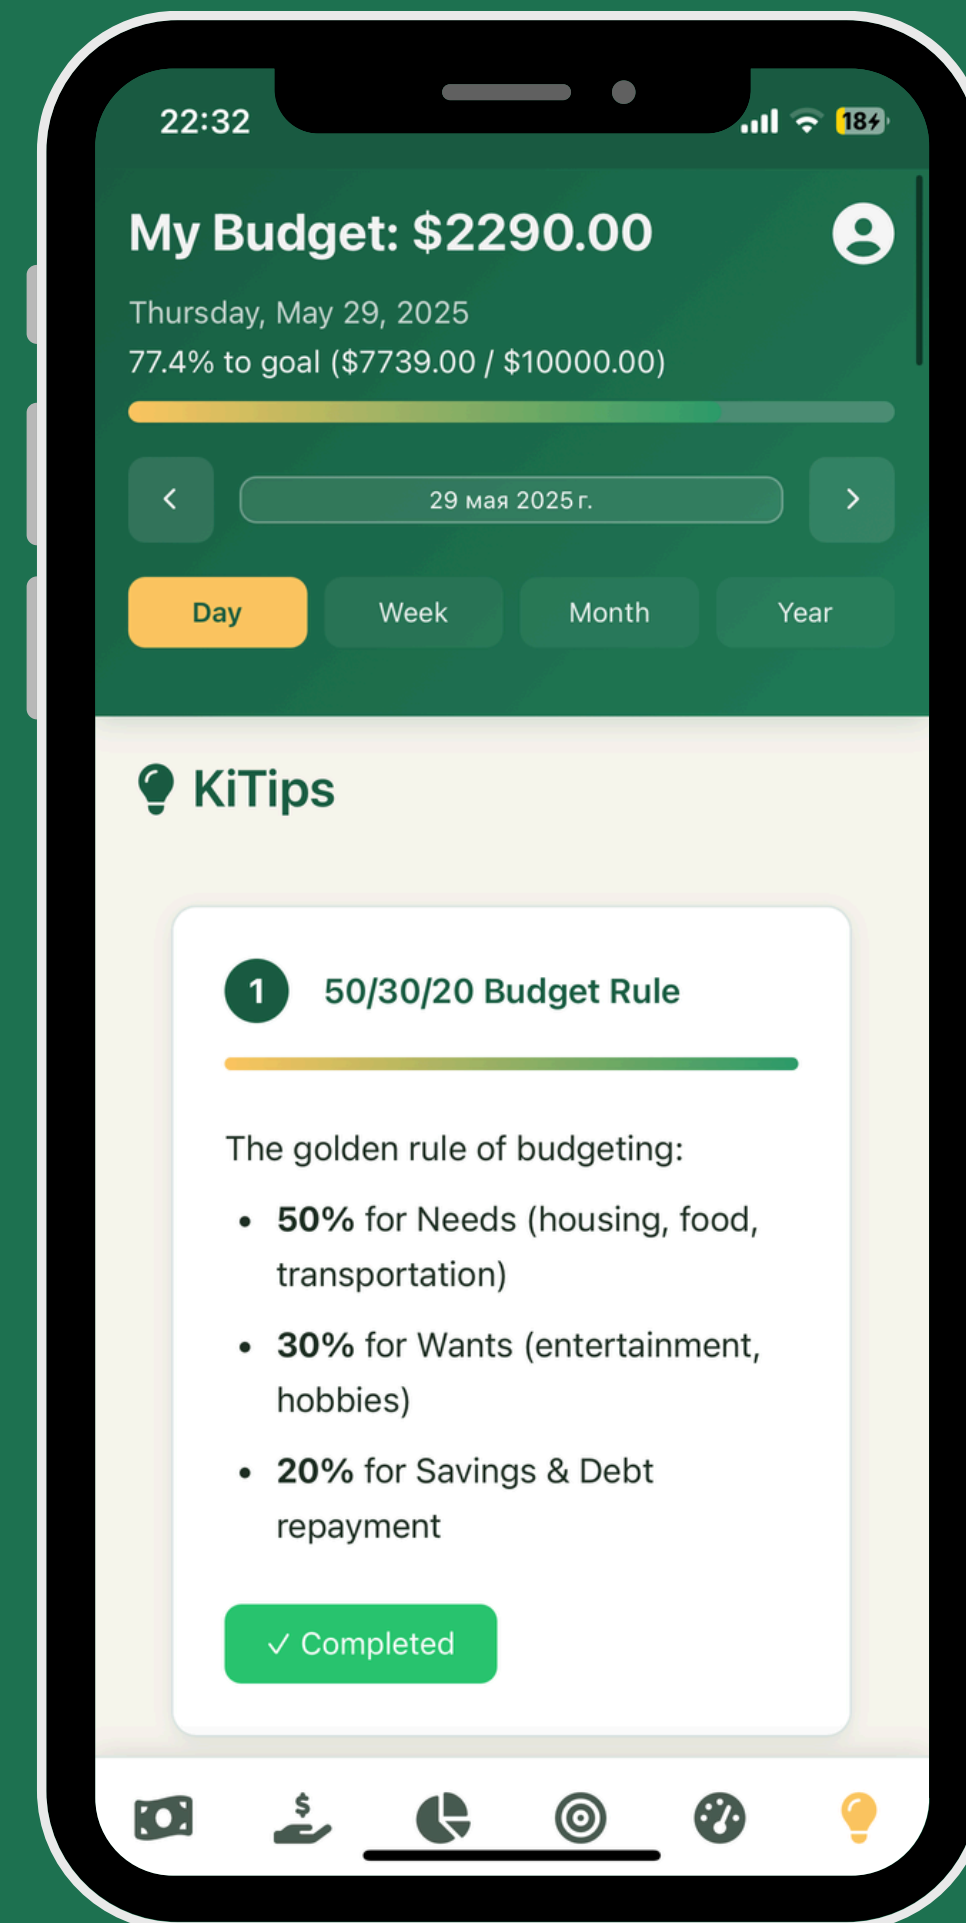 22:32
18
My Budget: $2290.00
Thursday, May 29, 2025
77.4% to goal ($7739.00 / $10000.00)
29 мая 2025 г.
Day Week Month Year
KiTips
1 50/30/20 Budget Rule
The golden rule of budgeting:
• 50% for Needs (housing, food,
transportation)
• 30% for Wants (entertainment,
hobbies)
• 20% for Savings & Debt
repayment
✓ Completed
$